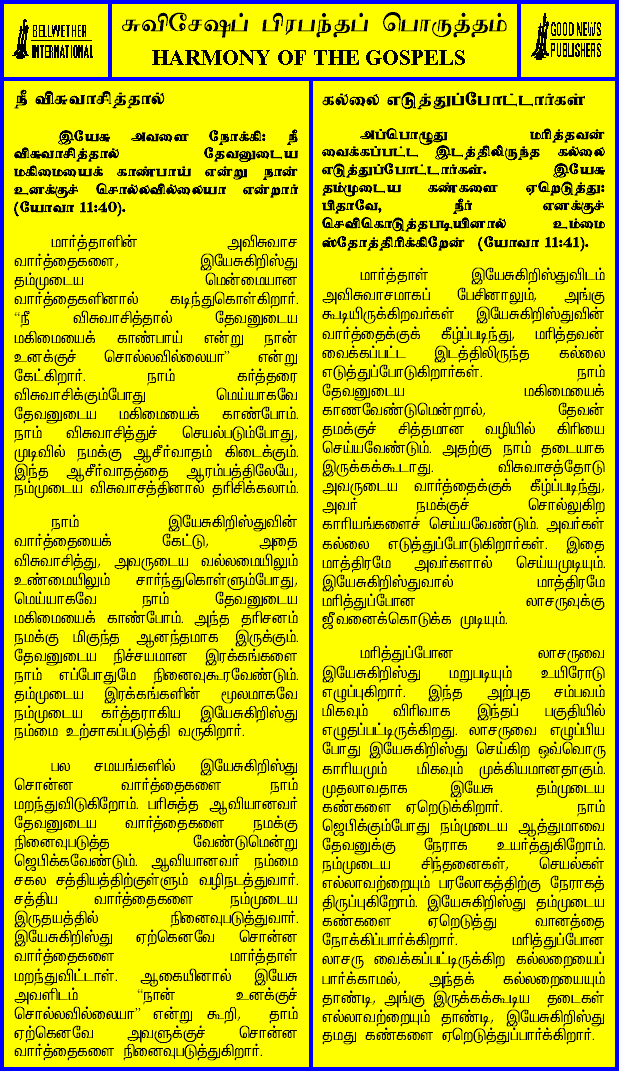 BELLWETHER
INTERNATIONAL
சுவிசேஷப் பிரபந்தப் பொருத்தம்
HARMONY OF THE GOSPELS
GOOD NEWS
PUBLISHERS
நீ விசுவாசித்தால்
இயேசு அவளை நோக்கி: நீ
விசுவாசித்தால் தேவனுடைய
மகிமையைக் காண்பாய் என்று நான்
உனக்குச் சொல்லவில்லையா என்றார்
(யோவா 11:40).
மார்த்தாளின் அவிசுவாச
வார்த்தைகளை, இயேசுகிறிஸ்து
தம்முடைய மென்மையான
வார்த்தைகளினால் கடிந்துகொள்கிறார்.
“நீ விசுவாசித்தால் தேவனுடைய
மகிமையைக் காண்பாய் என்று நான்
உனக்குச் சொல்லவில்லையா” என்று
கேட்கிறார். நாம் கர்த்தரை
விசுவாசிக்கும்போது மெய்யாகவே
தேவனுடைய மகிமையைக் காண்போம்.
நாம் விசுவாசித்துச் செயல்படும்போது,
முடிவில் நமக்கு ஆசீர்வாதம் கிடைக்கும்.
இந்த ஆசீர்வாதத்தை ஆரம்பத்திலேயே,
நம்முடைய விசுவாசத்தினால் தரிசிக்கலாம்.
நாம் இயேசுகிறிஸ்துவின்
வார்த்தையைக் கேட்டு, அதை
விசுவாசித்து, அவருடைய வல்லமையிலும்
உண்மையிலும் சார்ந்துகொள்ளும்போது,
மெய்யாகவே நாம் தேவனுடைய
மகிமையைக் காண்போம். அந்த தரிசனம்
நமக்கு மிகுந்த ஆனந்தமாக இருக்கும்.
தேவனுடைய நிச்சயமான இரக்கங்களை
நாம் எப்போதுமே நினைவுகூரவேண்டும்.
தம்முடைய இரக்கங்களின் மூலமாகவே
நம்முடைய கர்த்தராகிய இயேசுகிறிஸ்து
நம்மை உற்சாகப்படுத்தி வருகிறார்.
பல சமயங்களில் இயேசுகிறிஸ்து
சொன்ன வார்த்தைகளை நாம்
மறந்துவிடுகிறோம். பரிசுத்த ஆவியானவர்
தேவனுடைய வார்த்தைகளை நமக்கு
நினைவுபடுத்த வேண்டுமென்று
ஜெபிக்கவேண்டும். ஆவியானவர் நம்மை
சகல சத்தியத்திற்குள்ளும் வழிநடத்துவார்.
சத்திய வார்த்தைகளை நம்முடைய
இருதயத்தில் நினைவுபடுத்துவார்.
இயேசுகிறிஸ்து ஏற்கெனவே சொன்ன
வார்த்தைகளை மார்த்தாள்
மறந்துவிட்டாள். ஆகையினால் இயேசு
அவளிடம் “நான் உனக்குச்
சொல்லவில்லையா” என்று கூறி, தாம்
ஏற்கெனவே அவளுக்குச் சொன்ன
வார்த்தைகளை நினைவுபடுத்துகிறார்.
கல்லை எடுத்துப்போட்டார்கள்
அப்பொழுது மரித்தவன்
வைக்கப்பட்ட இடத்திலிருந்த கல்லை
எடுத்துப்போட்டார்கள். இயேசு
தம்முடைய கண்களை ஏறெடுத்து:
பிதாவே, நீர் எனக்குச்
செவிகொடுத்தபடியினால் உம்மை
ஸ்தோத்திரிக்கிறேன் (யோவா 11:41).
மார்த்தாள் இயேசுகிறிஸ்துவிடம்
அவிசுவாசமாகப் பேசினாலும், அங்கு
கூடியிருக்கிறவர்கள் இயேசுகிறிஸ்துவின்
வார்த்தைக்குக் கீழ்ப்படிந்து, மரித்தவன்
வைக்கப்பட்ட இடத்திலிருந்த கல்லை
எடுத்துப்போடுகிறார்கள். நாம்
தேவனுடைய மகிமையைக்
காணவேண்டுமென்றால், தேவன்
தமக்குச் சித்தமான வழியில் கிரியை
செய்யவேண்டும். அதற்கு நாம் தடையாக
இருக்கக்கூடாது. விசுவாசத்தோடு
அவருடைய வார்த்தைக்குக் கீழ்ப்படிந்து,
அவர் நமக்குச் சொல்லுகிற
காரியங்களைச் செய்யவேண்டும். அவர்கள்
கல்லை எடுத்துப்போடுகிறார்கள். இதை
மாத்திரமே அவர்களால் செய்யமுடியும்.
இயேசுகிறிஸ்துவால் மாத்திரமே
மரித்துப்போன லாசருவுக்கு
ஜீவனைக்கொடுக்க முடியும்.
மரித்துப்போன லாசருவை
இயேசுகிறிஸ்து மறுபடியும் உயிரோடு
எழுப்புகிறார். இந்த அற்புத சம்பவம்
மிகவும் விரிவாக இந்தப் பகுதியில்
எழுதப்பட்டிருக்கிறது. லாசருவை எழுப்பிய
போது இயேசுகிறிஸ்து செய்கிற ஒவ்வொரு
காரியமும் மிகவும் முக்கியமானதாகும்.
முதலாவதாக இயேசு தம்முடைய
கண்களை ஏறெடுக்கிறார். நாம்
ஜெபிக்கும்போது நம்முடைய ஆத்துமாவை
தேவனுக்கு நேராக உயர்த்துகிறோம்.
நம்முடைய சிந்தனைகள், செயல்கள்
எல்லாவற்றையும் பரலோகத்திற்கு நேராகத்
திருப்புகிறோம். இயேசுகிறிஸ்து தம்முடைய
கண்களை ஏறெடுத்து வானத்தை
நோக்கிப்பார்க்கிறார். மரித்துப்போன
லாசரு வைக்கப்பட்டிருக்கிற கல்லறையைப்
பார்க்காமல், அந்தக் கல்லறையையும்
தாண்டி, அங்கு இருக்கக்கூடிய தடைகள்
எல்லாவற்றையும் தாண்டி, இயேசுகிறிஸ்து
தமது கண்களை ஏறெடுத்துப்பார்க்கிறார்.